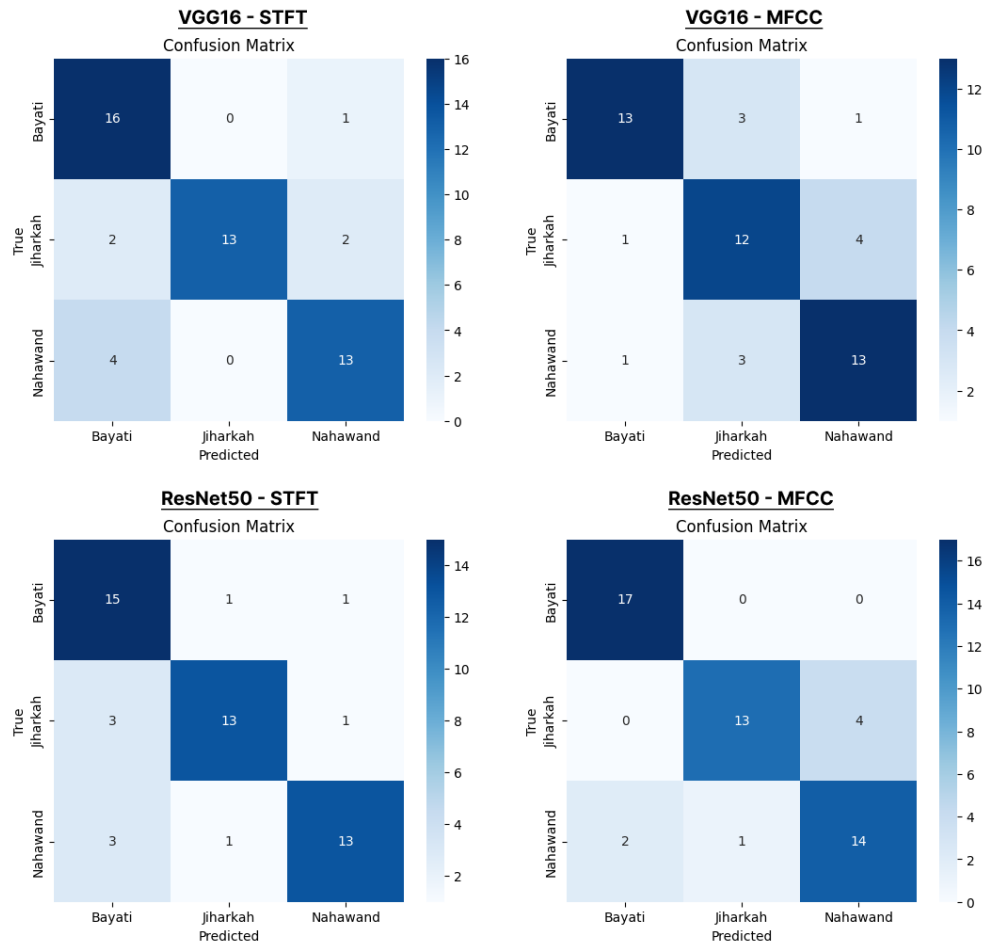 VGG16 - STFT
Confusion Matrix
Bayati
16
0
1
True
Jiharkah
2
13
2
Nahawand
4
0
13
Bayati
Jiharkah
Nahawand
Predicted
16
14
12
10
8
6
4
2
0
VGG16 - MFCC
Confusion Matrix
Bayati
13
3
1
True
Jiharkah
1
12
4
Nahawand
1
3
13
Bayati
Jiharkah
Nahawand
Predicted
12
10
8
6
4
2
ResNet50 - STFT
Confusion Matrix
Bayati
15
1
1
True
Jiharkah
3
13
1
Nahawand
3
1
13
Bayati
Jiharkah
Nahawand
Predicted
14
12
10
8
6
4
2
ResNet50 - MFCC
Confusion Matrix
Bayati
17
0
0
True
Jiharkah
0
13
4
Nahawand
2
1
14
Bayati
Jiharkah
Nahawand
Predicted
16
14
12
10
8
6
4
2
0